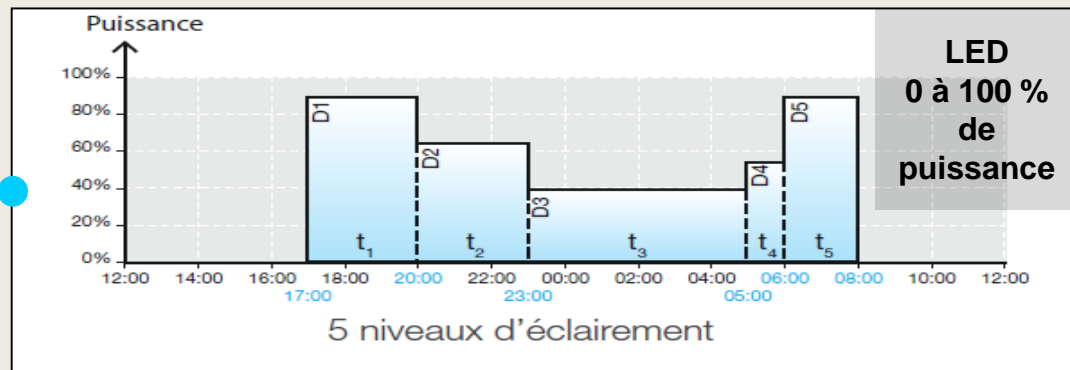 Puissance
100%
80%
60%
40%
20%
0%
D1
D2
D3
D4
D5
t1
t2
t3
t4
t5
12:00 14:00 16:00 18:00 20:00 22:00 00:00 02:00 04:00 06:00 08:00 10:00 12:00
17:00 23:00 05:00
5 niveaux d'éclairement
LED
0 à 100 %
de
puissance